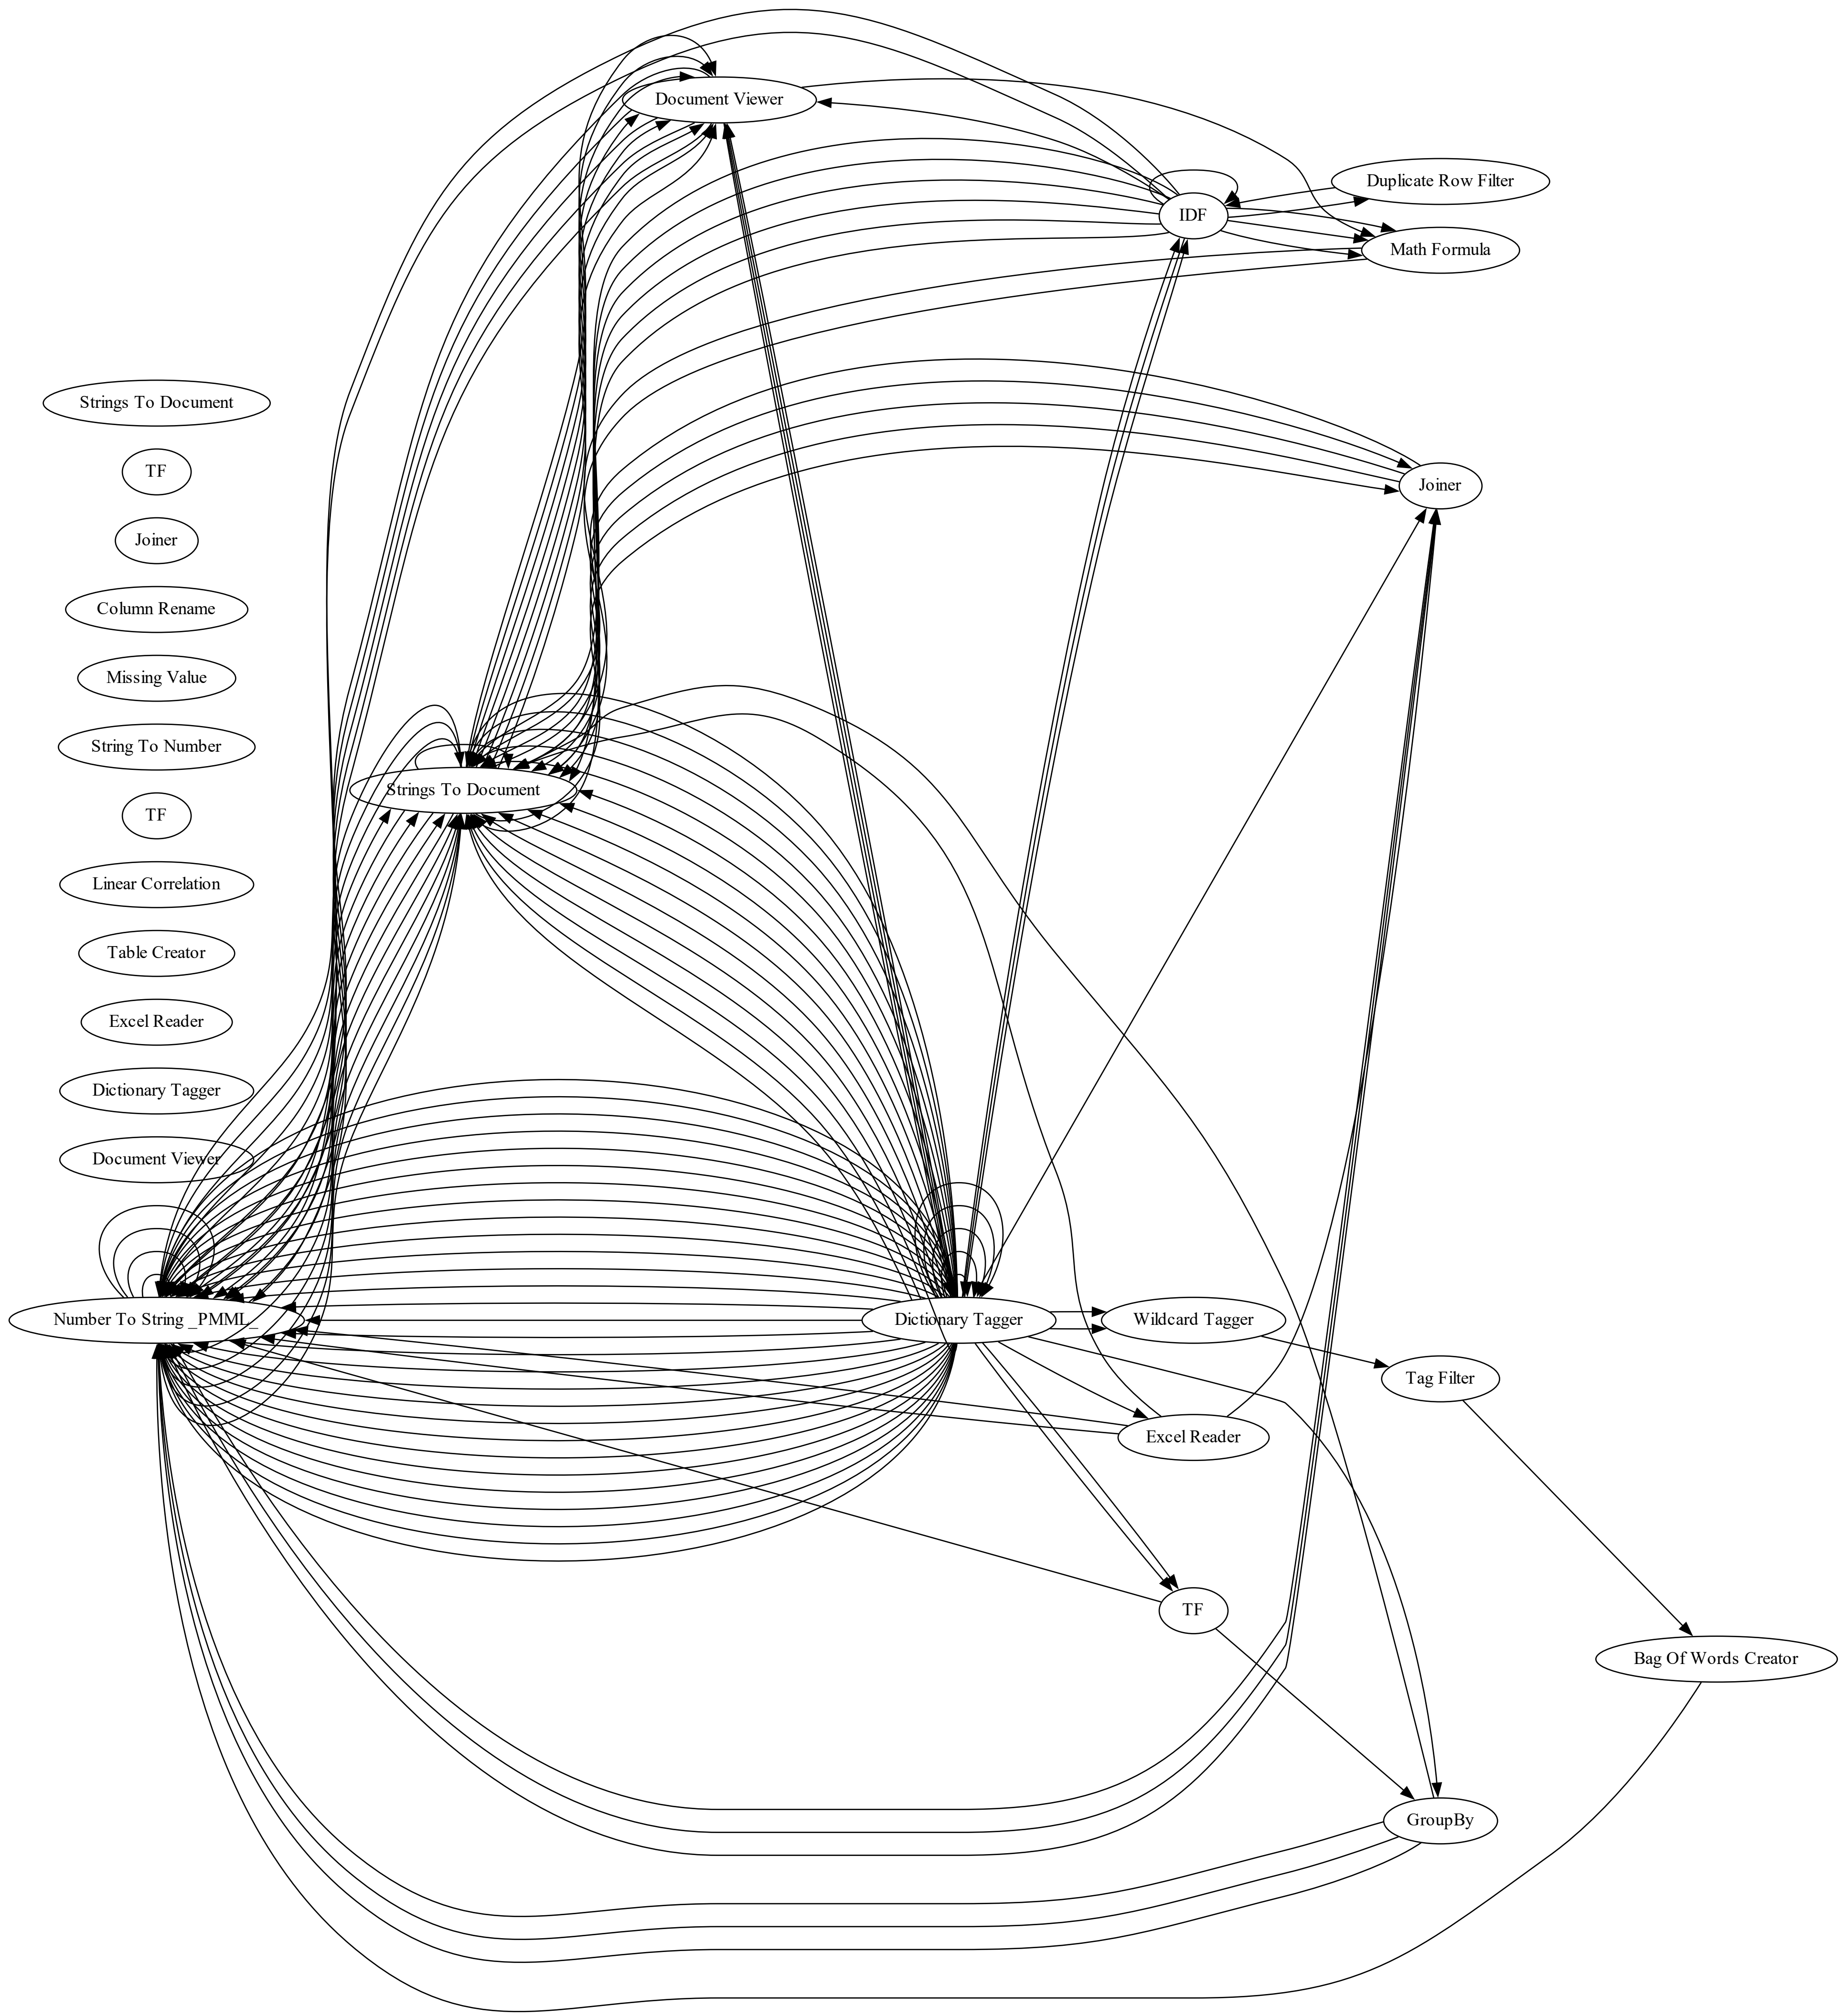 Document Viewer
Duplicate Row Filter
IDF
Math Formula
Strings To Document
TF
Joiner
Joiner
Column Rename
Missing Value
String To Number
Strings To Document
TF
Linear Correlation
Table Creator
Excel Reader
Dictionary Tagger
Document Viewer
Number To String _PMML_
Dictionary Tagger
Wildcard Tagger
Tag Filter
Excel Reader
TF
Bag Of Words Creator
GroupBy